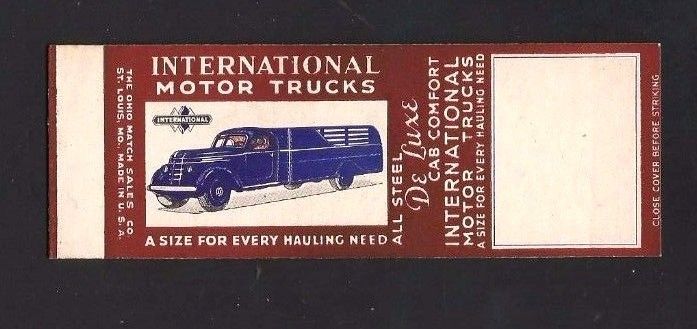 THE OHIO MATCH SALES CO.
ST. LOUIS, MO. MADE IN U.S.A.
INTERNATIONAL
MOTOR TRUCKS
INTERNATIONAL
A SIZE FOR EVERY HAULING NEED
ALL STEEL
De Luxe
CAB COMFORT
INTERNATIONAL
MOTOR TRUCKS
A SIZE FOR EVERY HAULING NEED
CLOSE COVER BEFORE STRIKING